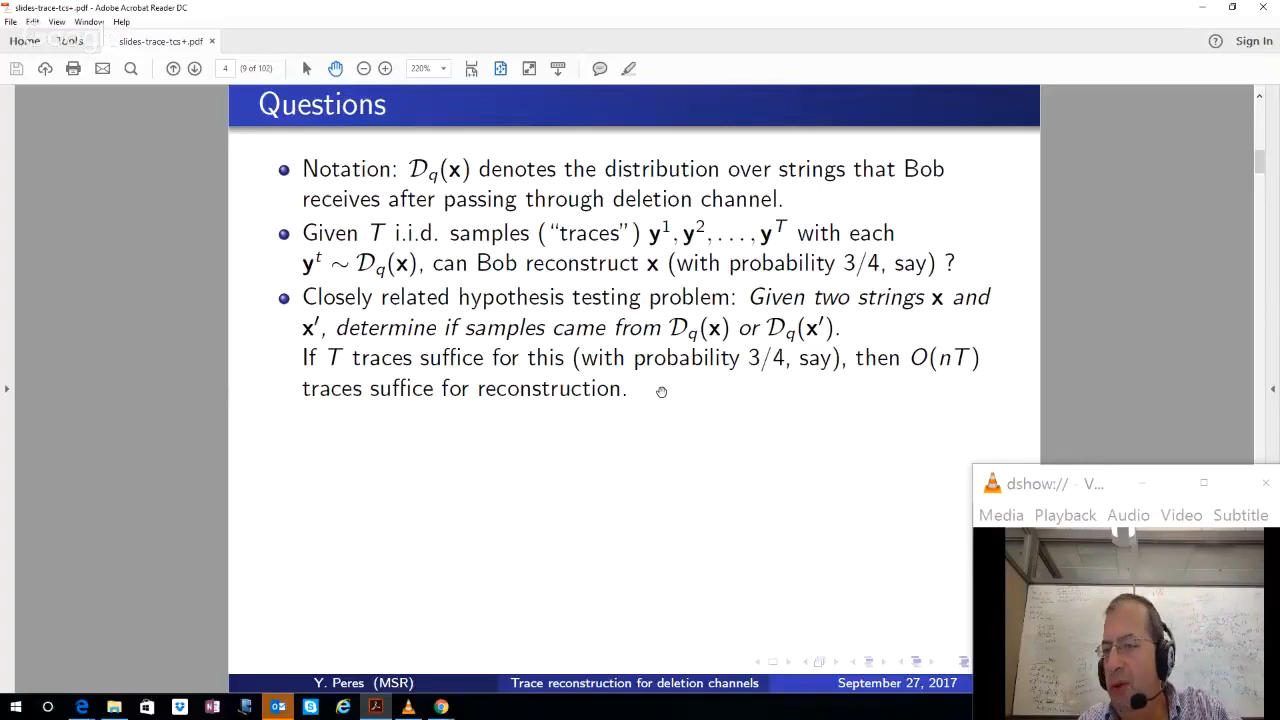 slides-trace-tcs+.pdf - Adobe Acrobat Reader DC
File Edit View Window Help
Home Tools slides-trace-tcs+.pdf × Sign In
4 (9 of 102) 220%
Questions
Notation: 𝒟_q(x) denotes the distribution over strings that Bob
receives after passing through deletion channel.
Given T i.i.d. samples (“traces”) y¹, y², . . . , y^T with each
y^t ∼ 𝒟_q(x), can Bob reconstruct x (with probability 3/4, say) ?
Closely related hypothesis testing problem: Given two strings x and
x′, determine if samples came from 𝒟_q(x) or 𝒟_q(x′).
If T traces suffice for this (with probability 3/4, say), then O(nT)
traces suffice for reconstruction.
dshow:// - V...
Media Playback Audio Video Subtitle
Y. Peres (MSR) Trace reconstruction for deletion channels September 27, 2017